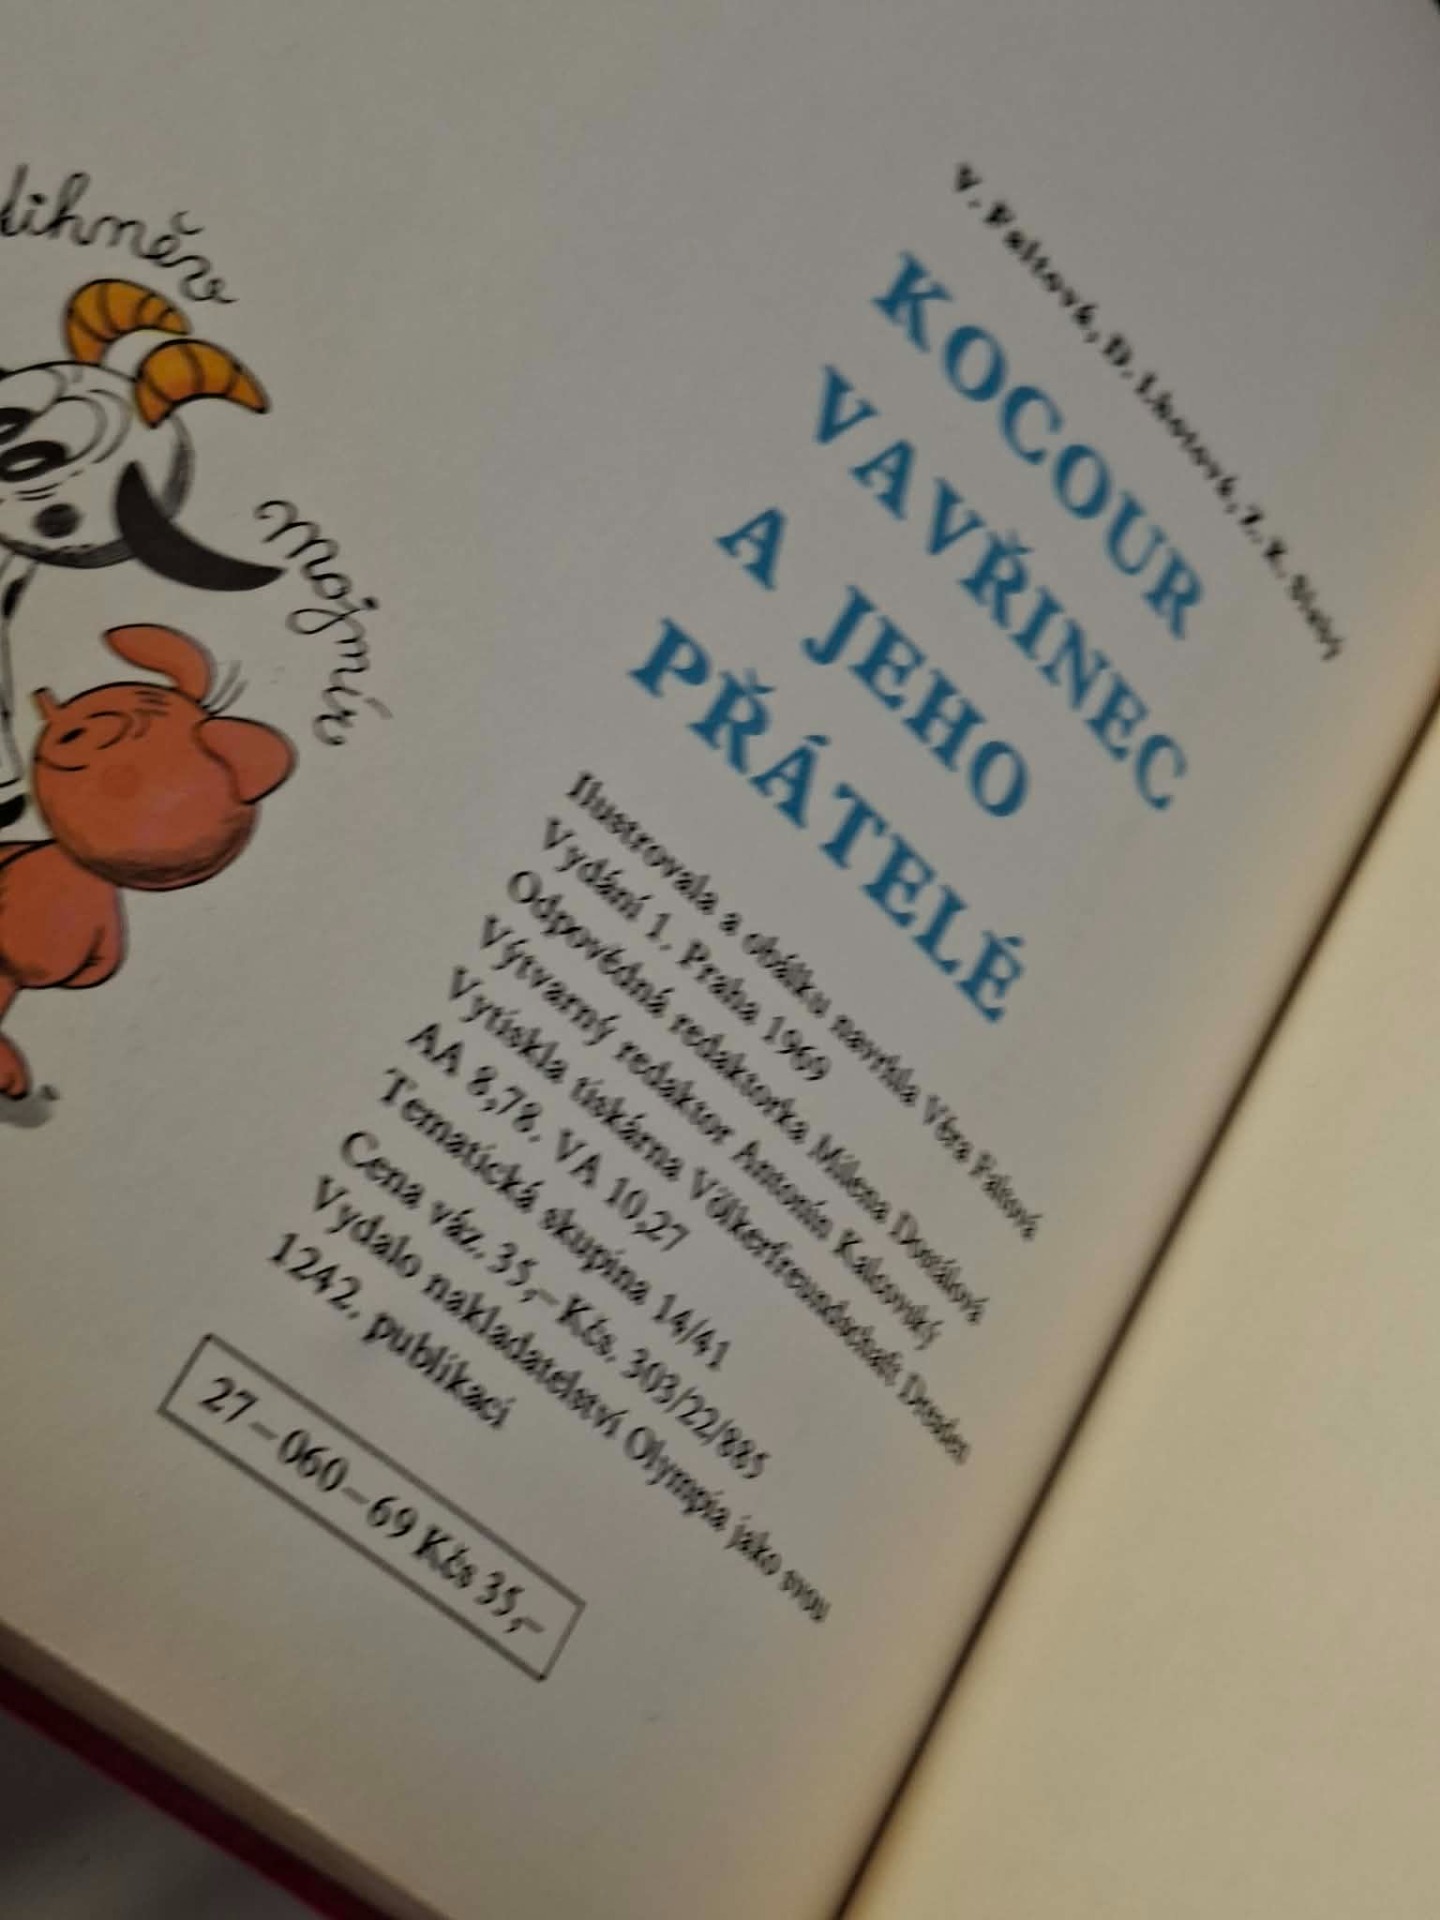 dihněv
mojmír
V. Faltová, D. Lhotová, Z. K. Slabý
KOCOUR
VAVŘINEC
A JEHO
PŘÁTELÉ
Ilustrovala a obálku navrhla Věra Faltová
Vydání 1. Praha 1969
Odpovědná redaktorka Milena Dostálová
Výtvarný redaktor Antonín Kalcovský
Vytiskla tiskárna Völkerfreundschaft Dresden
AA 8,78. VA 10,27
Tematická skupina 14/41
Cena váz. 35,– Kčs. 303/22/885
Vydalo nakladatelství Olympia jako svou
1242. publikaci
27–060–69 Kčs 35,–